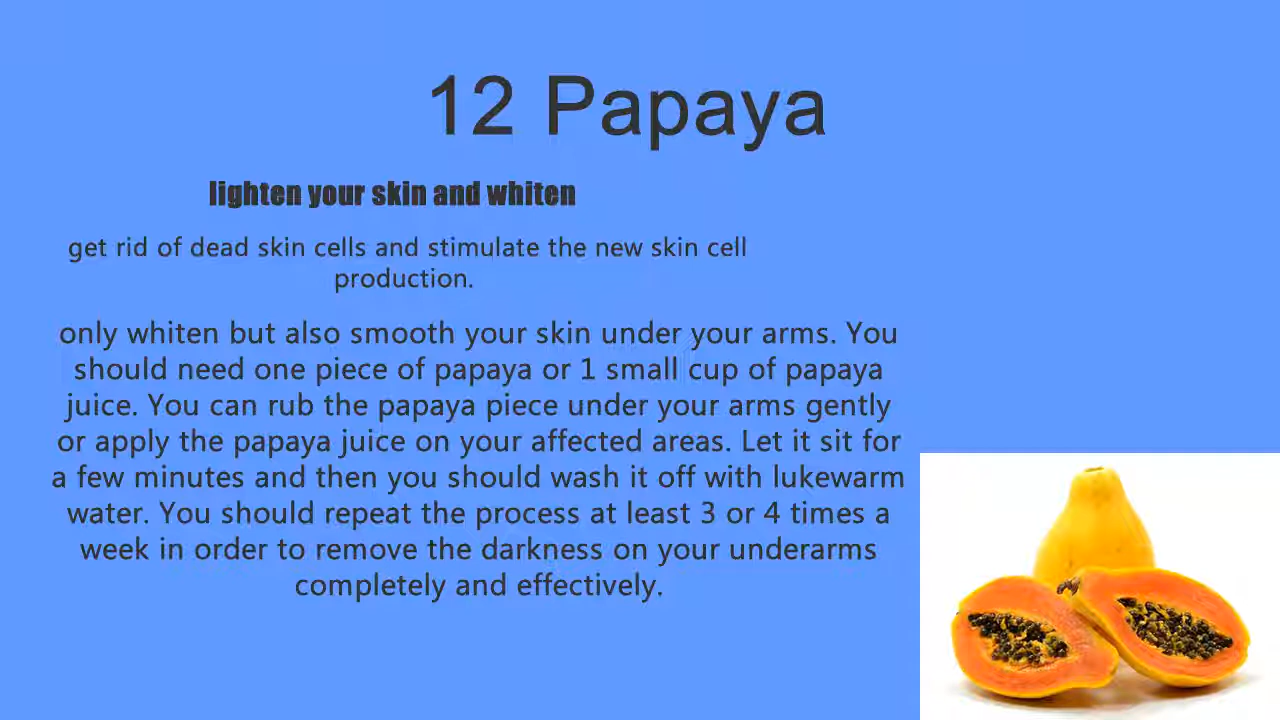 12 Papaya
lighten your skin and whiten
get rid of dead skin cells and stimulate the new skin cell
production.
only whiten but also smooth your skin under your arms. You
should need one piece of papaya or 1 small cup of papaya
juice. You can rub the papaya piece under your arms gently
or apply the papaya juice on your affected areas. Let it sit for
a few minutes and then you should wash it off with lukewarm
water. You should repeat the process at least 3 or 4 times a
week in order to remove the darkness on your underarms
completely and effectively.